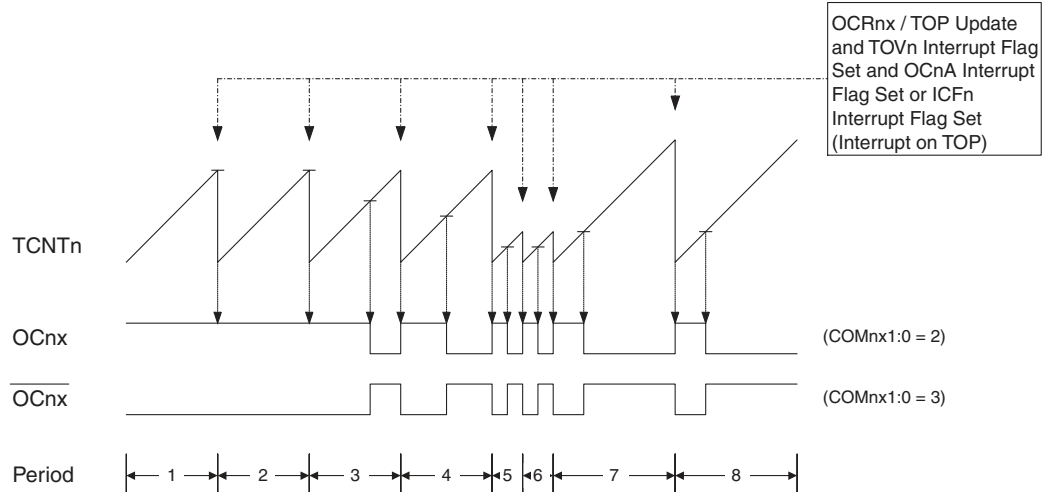 OCRnx / TOP Update
and TOVn Interrupt Flag
Set and OCnA Interrupt
Flag Set or ICFn
Interrupt Flag Set
(Interrupt on TOP)
TCNTn
OCnx
(COMnx1:0 = 2)
OCnx
(COMnx1:0 = 3)
Period 1 2 3 4 5 6 7 8